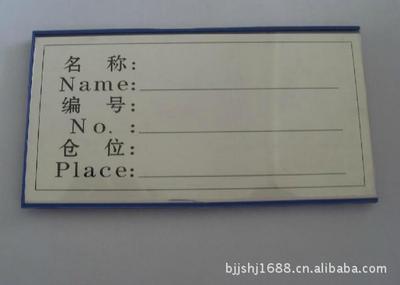 名 称:
Name:
编 号:
No. :
仓 位:
Place:
bjjshj1688.cn.alibaba.com